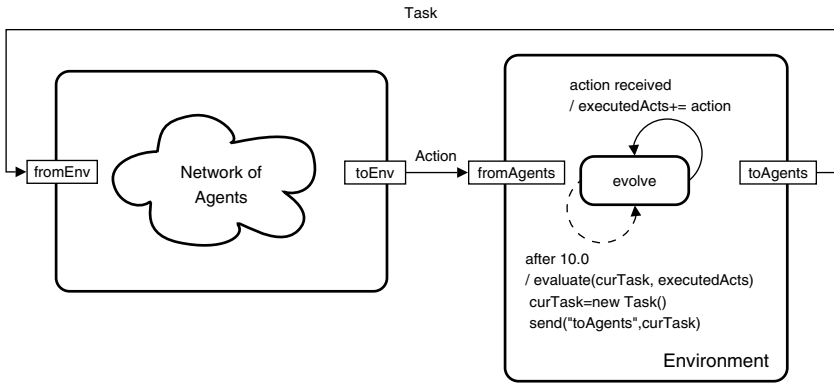 Task
fromEnv
Network of
Agents
toEnv
Action
fromAgents
action received
/ executedActs+= action
evolve
toAgents
after 10.0
/ evaluate(curTask, executedActs)
curTask=new Task()
send("toAgents",curTask)
Environment